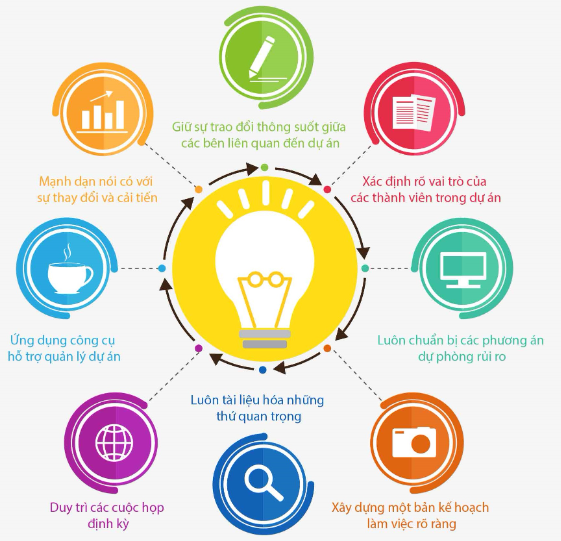 Giữ sự trao đổi thông suốt giữa
các bên liên quan đến dự án
Mạnh dạn nói có với
sự thay đổi và cải tiến
Xác định rõ vai trò của
các thành viên trong dự án
Ứng dụng công cụ
hỗ trợ quản lý dự án
Luôn chuẩn bị các phương án
dự phòng rủi ro
Luôn tài liệu hóa những
thứ quan trọng
Duy trì các cuộc họp
định kỳ
Xây dựng một bản kế hoạch
làm việc rõ ràng